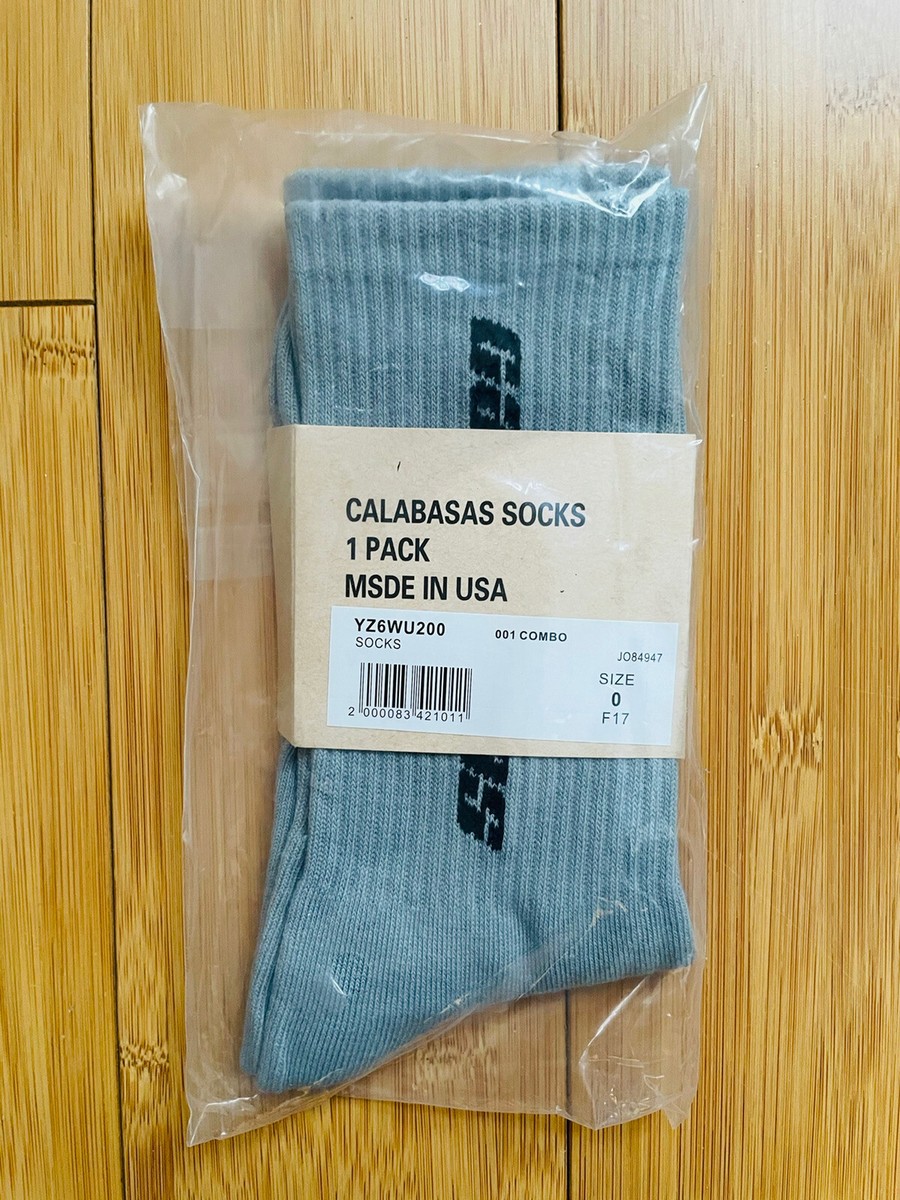 CALABASAS SOCKS
1 PACK
MSDE IN USA
YZ6WU200
001 COMBO
SOCKS
JO84947
SIZE
0
F17
2 000083 421011